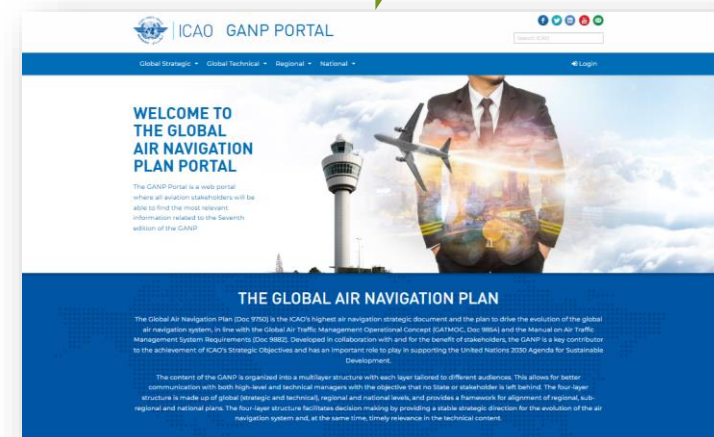 ICAO GANP PORTAL
Search ICAO
Global Strategic Global Technical Regional National Login
WELCOME TO
THE GLOBAL
AIR NAVIGATION
PLAN PORTAL
The GANP Portal is a web portal
where all aviation stakeholders will be
able to find the most relevant
information related to the Seventh
edition of the GANP
THE GLOBAL AIR NAVIGATION PLAN
The Global Air Navigation Plan (Doc 9750) is the ICAO's highest air navigation strategic document and the plan to drive the evolution of the global
air navigation system, in line with the Global Air Traffic Management Operational Concept (GATMOC, Doc 9854) and the Manual on Air Traffic
Management System Requirements (Doc 9882). Developed in collaboration with and for the benefit of stakeholders, the GANP is a key contributor
to the achievement of ICAO's Strategic Objectives and has an important role to play in supporting the United Nations 2030 Agenda for Sustainable
Development.
The content of the GANP is organized into a multilayer structure with each layer tailored to different audiences. This allows for better
communication with both high-level and technical managers with the objective that no State or stakeholder is left behind. The four-layer
structure is made up of global (strategic and technical), regional and national levels, and provides a framework for alignment of regional, sub-
regional and national plans. The four-layer structure facilitates decision making by providing a stable strategic direction for the evolution of the air
navigation system and, at the same time, timely relevance in the technical content.